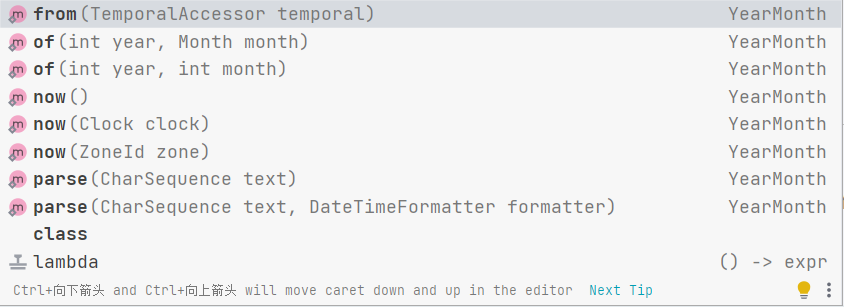 from(TemporalAccessor temporal) YearMonth
of(int year, Month month) YearMonth
of(int year, int month) YearMonth
now() YearMonth
now(Clock clock) YearMonth
now(ZoneId zone) YearMonth
parse(CharSequence text) YearMonth
parse(CharSequence text, DateTimeFormatter formatter) YearMonth
class
lambda () -> expr
Ctrl+向下箭头 and Ctrl+向上箭头 will move caret down and up in the editor Next Tip